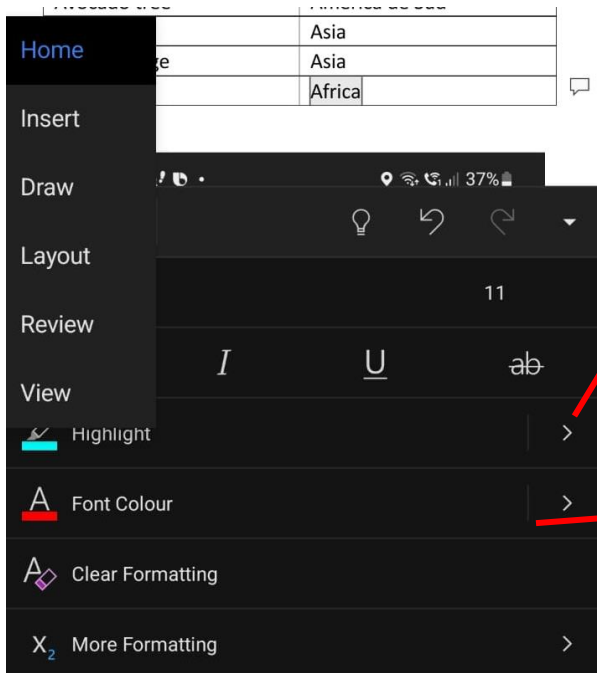 Asia
ge Asia
Africa
Home
Insert
Draw
Layout
Review
View
37%
11
I U ab
Highlight
A Font Colour
A Clear Formatting
X2 More Formatting